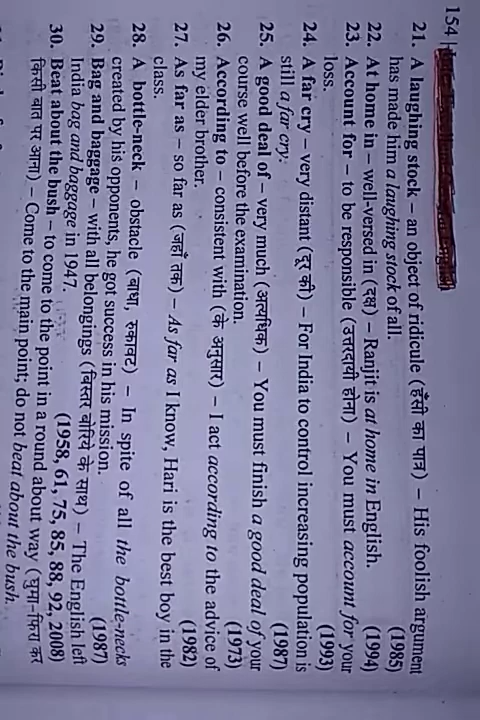 154
21. A laughing stock – an object of ridicule (हँसी का पात्र) – His foolish argument
has made him a laughing stock of all. (1985)
22. At home in – well-versed in (दक्ष) – Ranjit is at home in English. (1994)
23. Account for – to be responsible (उत्तरदायी होना) – You must account for your
loss. (1993)
24. A far cry – very distant (दूर की) – For India to control increasing population is
still a far cry. (1987)
25. A good deal of – very much (अत्यधिक) – You must finish a good deal of your
course well before the examination. (1973)
26. According to – consistent with (के अनुसार) – I act according to the advice of
my elder brother. (1982)
27. As far as – so far as (जहाँ तक) – As far as I know, Hari is the best boy in the
class.
28. A bottle-neck – obstacle (बाधा, रुकावट) – In spite of all the bottle-necks
created by his opponents, he got success in his mission. (1987)
29. Bag and baggage – with all belongings (बिस्तर बोरिये के साथ) – The English left
India bag and baggage in 1947. (1958, 61, 75, 85, 88, 92, 2008)
30. Beat about the bush – to come to the point in a round about way (घुमा-फिरा कर
किसी बात पर आना) – Come to the main point; do not beat about the bush.